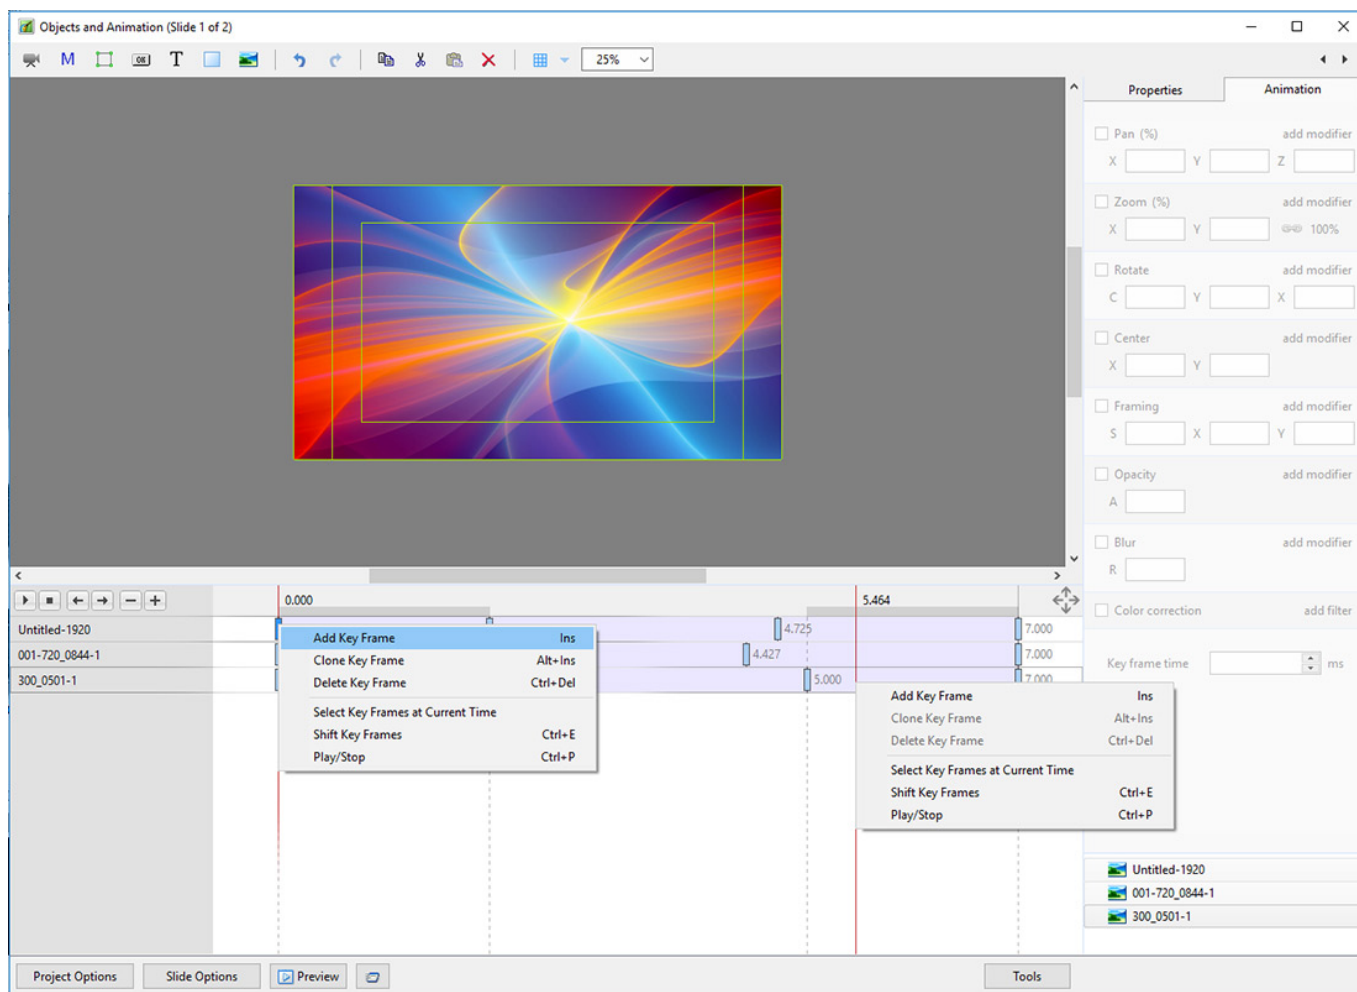 Objects and Animation (Slide 1 of 2)
M OK T 25%
Properties Animation
Pan (%) add modifier
X Y Z
Zoom (%) add modifier
X Y 100%
Rotate add modifier
C Y X
Center add modifier
X Y
Framing add modifier
S X Y
Opacity add modifier
A
Blur add modifier
R
Color correction add filter
Key frame time ms
0.000 5.464
Untitled-1920 4.725 7.000
001-720_0844-1 4.427 7.000
300_0501-1 5.000 7.000
Add Key Frame Ins
Clone Key Frame Alt+Ins
Delete Key Frame Ctrl+Del
Select Key Frames at Current Time
Shift Key Frames Ctrl+E
Play/Stop Ctrl+P
Add Key Frame Ins
Clone Key Frame Alt+Ins
Delete Key Frame Ctrl+Del
Select Key Frames at Current Time
Shift Key Frames Ctrl+E
Play/Stop Ctrl+P
Untitled-1920
001-720_0844-1
300_0501-1
Project Options Slide Options Preview Tools